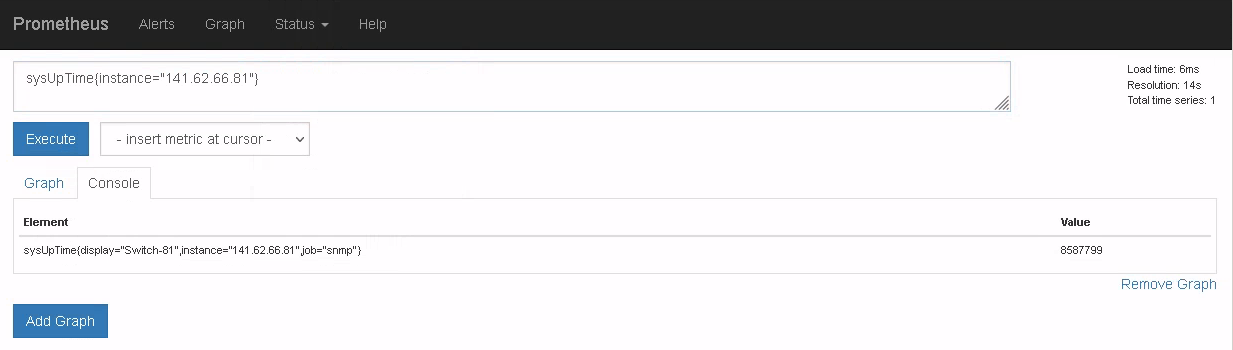 Prometheus Alerts Graph Status Help
sysUpTime{instance="141.62.66.81"}
Load time: 6ms
Resolution: 14s
Total time series: 1
Execute - insert metric at cursor -
Graph Console
Element Value
sysUpTime{display="Switch-81",instance="141.62.66.81",job="snmp"} 8587799
Remove Graph
Add Graph